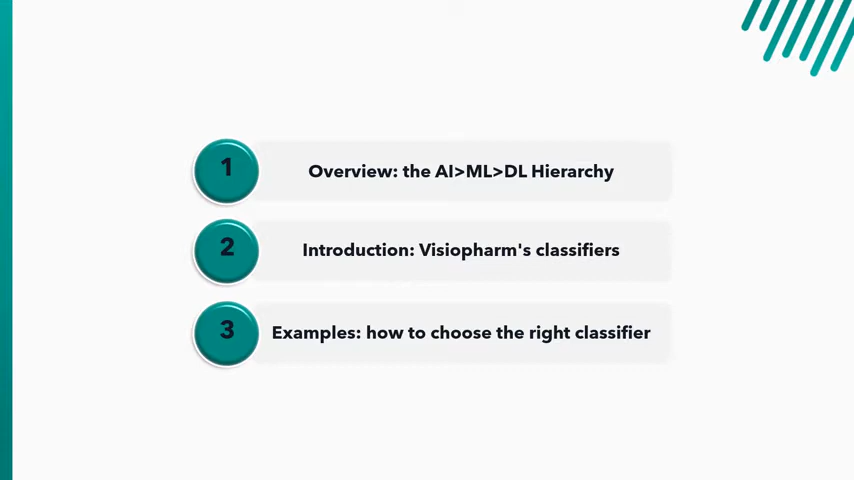 1
Overview: the AI>ML>DL Hierarchy
2
Introduction: Visiopharm's classifiers
3
Examples: how to choose the right classifier